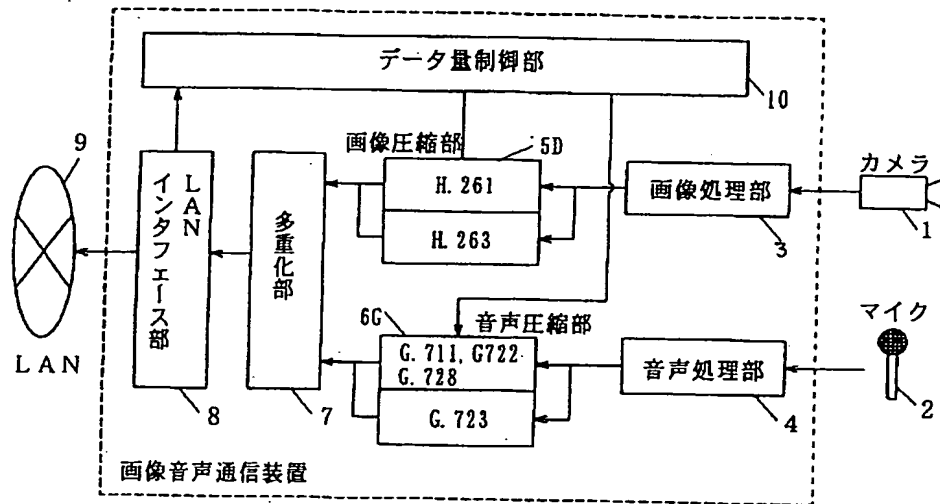 データ量制御部
10
9
画像圧縮部
5D
カメラ
LAN
インタフェース部
多重化部
H.261
H.263
画像処理部
3
1
マイク
6G
音声圧縮部
G.711,G722
G.728
G.723
音声処理部
LAN
8
7
4
2
画像音声通信装置